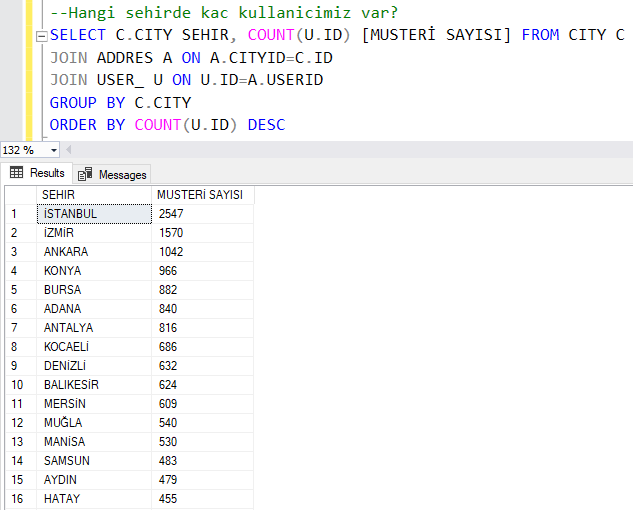 --Hangi sehirde kac kullanicimiz var?
SELECT C.CITY SEHIR, COUNT(U.ID) [MUSTERİ SAYISI] FROM CITY C
JOIN ADDRES A ON A.CITYID=C.ID
JOIN USER_ U ON U.ID=A.USERID
GROUP BY C.CITY
ORDER BY COUNT(U.ID) DESC
132 %
Results Messages
SEHIR MUSTERİ SAYISI
1 İSTANBUL 2547
2 İZMİR 1570
3 ANKARA 1042
4 KONYA 966
5 BURSA 882
6 ADANA 840
7 ANTALYA 816
8 KOCAELİ 686
9 DENİZLİ 632
10 BALIKESİR 624
11 MERSİN 609
12 MUĞLA 540
13 MANİSA 530
14 SAMSUN 483
15 AYDIN 479
16 HATAY 455